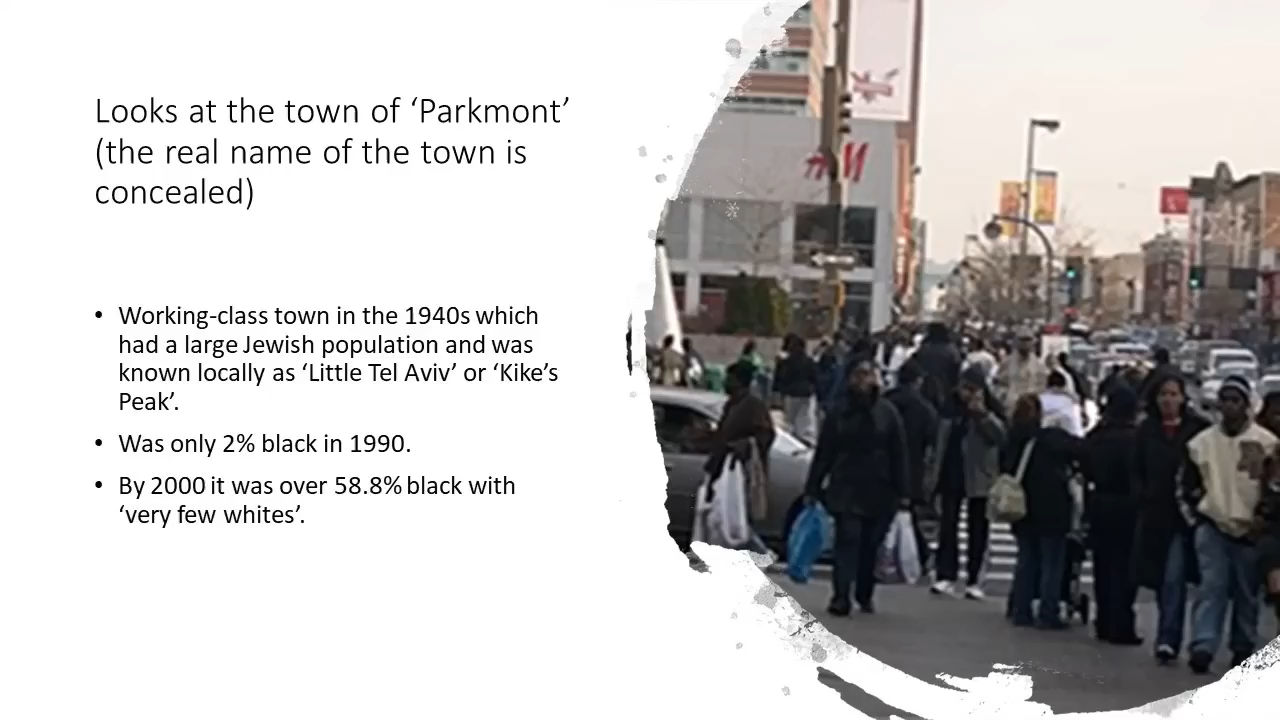 Looks at the town of ‘Parkmont’
(the real name of the town is
concealed)
• Working-class town in the 1940s which
had a large Jewish population and was
known locally as ‘Little Tel Aviv’ or ‘Kike’s
Peak’.
• Was only 2% black in 1990.
• By 2000 it was over 58.8% black with
‘very few whites’.
H&M